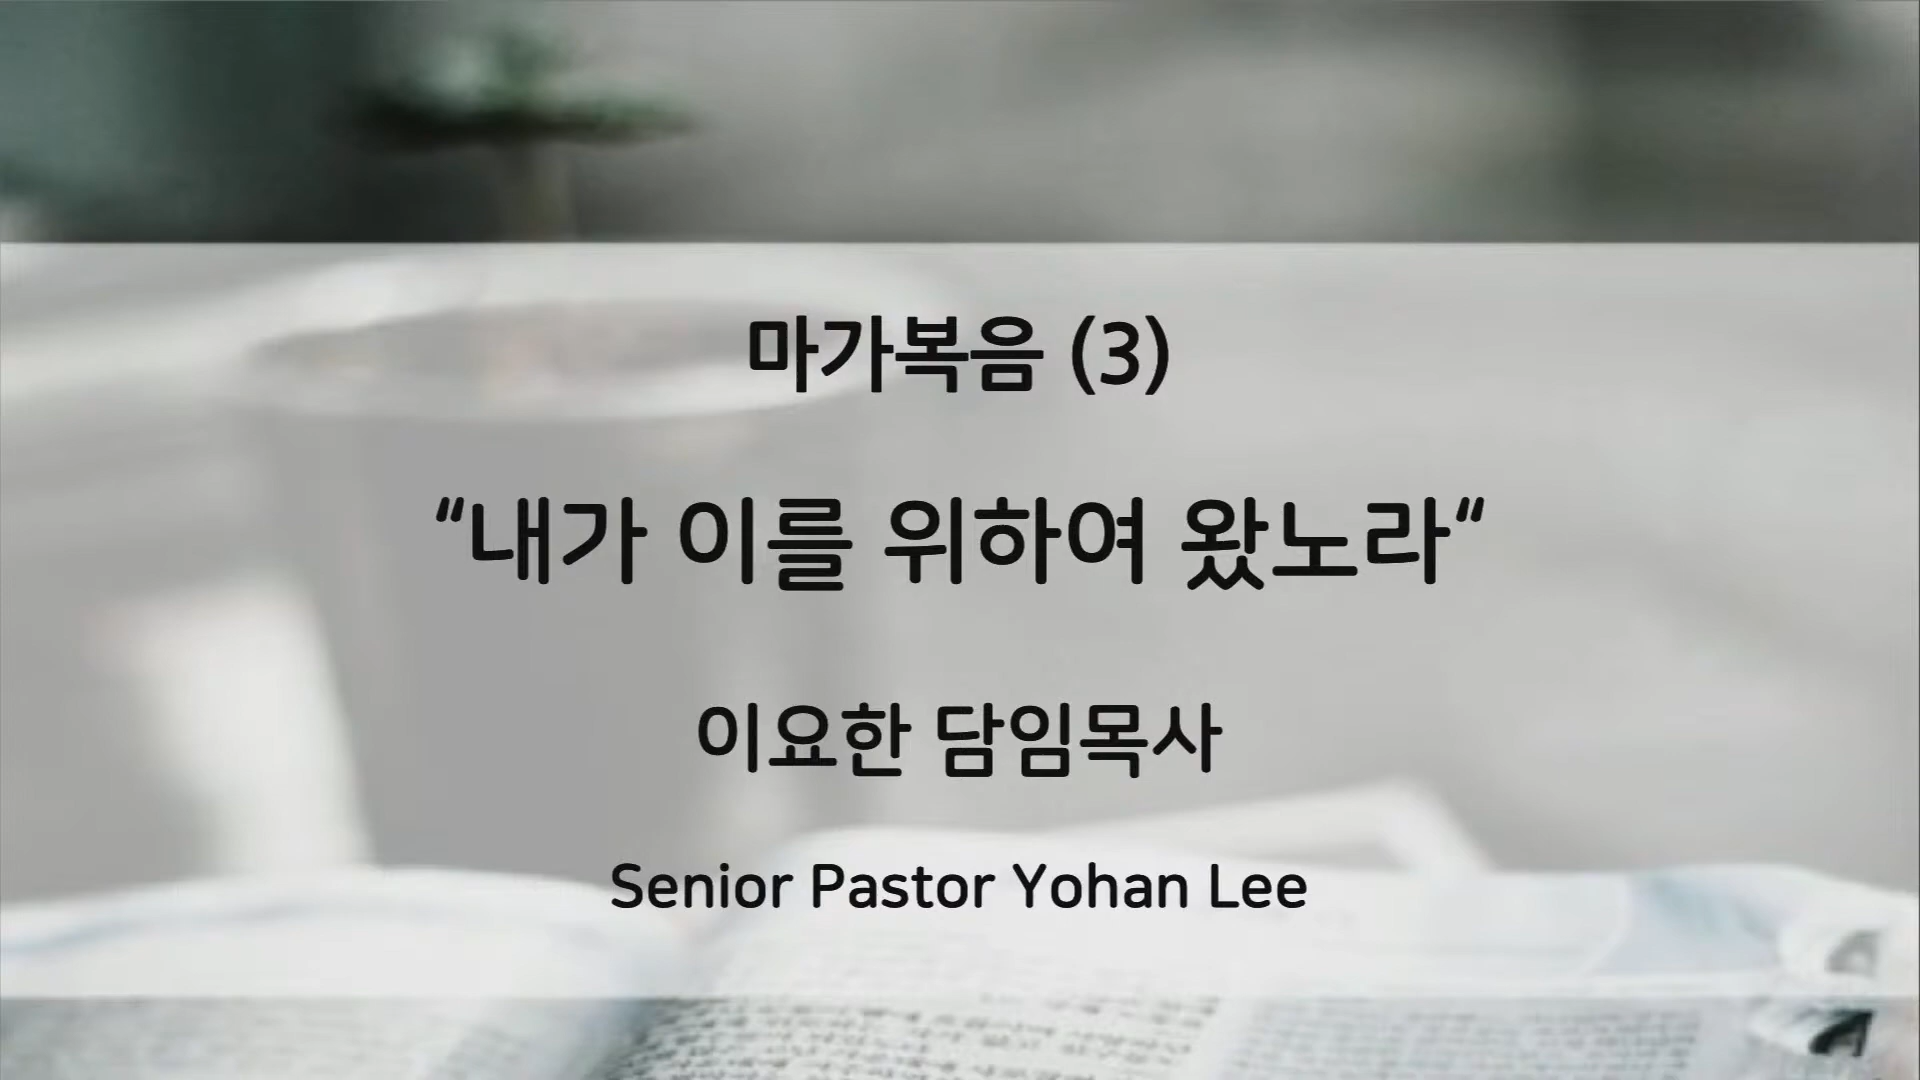 마가복음 (3)
“내가 이를 위하여 왔노라“
이요한 담임목사
Senior Pastor Yohan Lee